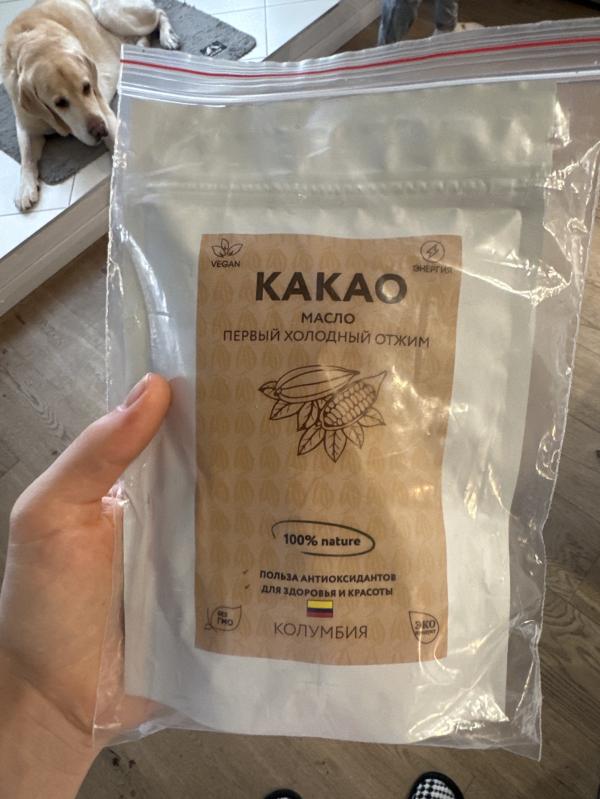 VEGAN
ЭНЕРГИЯ
КАКАО
МАСЛО
ПЕРВЫЙ ХОЛОДНЫЙ ОТЖИМ
100% nature
ПОЛЬЗА АНТИОКСИДАНТОВ
ДЛЯ ЗДОРОВЬЯ И КРАСОТЫ
БЕЗ
ГМО
КОЛУМБИЯ
ЭКО